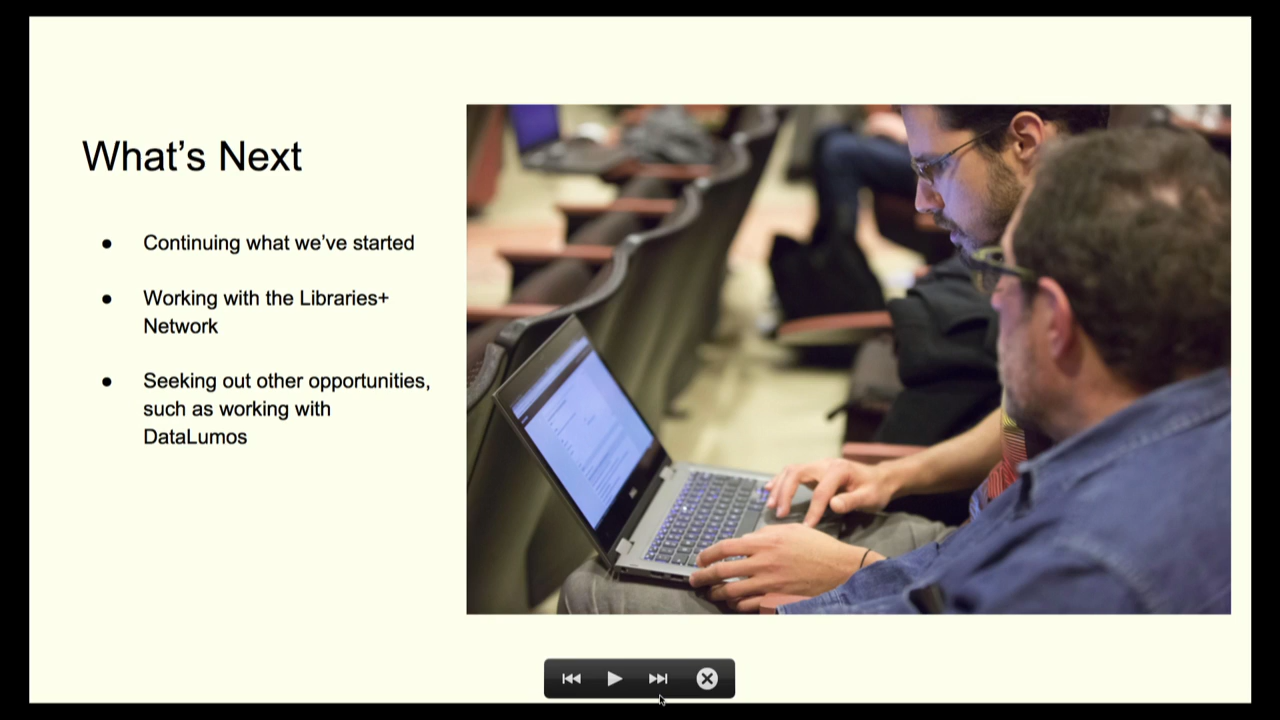 What’s Next
● Continuing what we’ve started
● Working with the Libraries+
Network
● Seeking out other opportunities,
such as working with
DataLumos